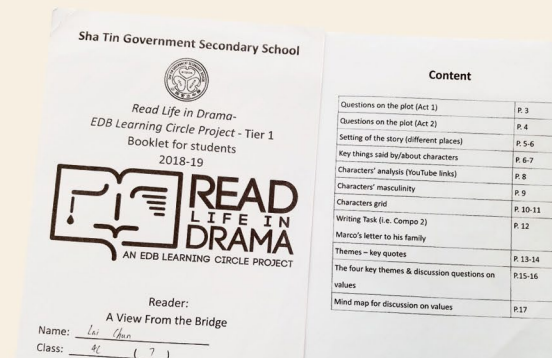 Sha Tin Government Secondary School
Read Life in Drama-
EDB Learning Circle Project - Tier 1
Booklet for students
2018-19
READ
LIFE IN
DRAMA
AN EDB LEARNING CIRCLE PROJECT
Reader:
A View From the Bridge
Name: Lai Chun
Class: 4C ( 7 )
Content
Questions on the plot (Act 1) P. 3
Questions on the plot (Act 2) P. 4
Setting of the story (different places) P. 5-6
Key things said by/about characters P. 6-7
Characters' analysis (YouTube links) P. 8
Characters' masculinity P. 9
Characters grid P. 10-11
Writing Task (i.e. Compo 2) P. 12
Marco's letter to his family
Themes – key quotes P. 13-14
The four key themes & discussion questions on P.15-16
values
Mind map for discussion on values P.17